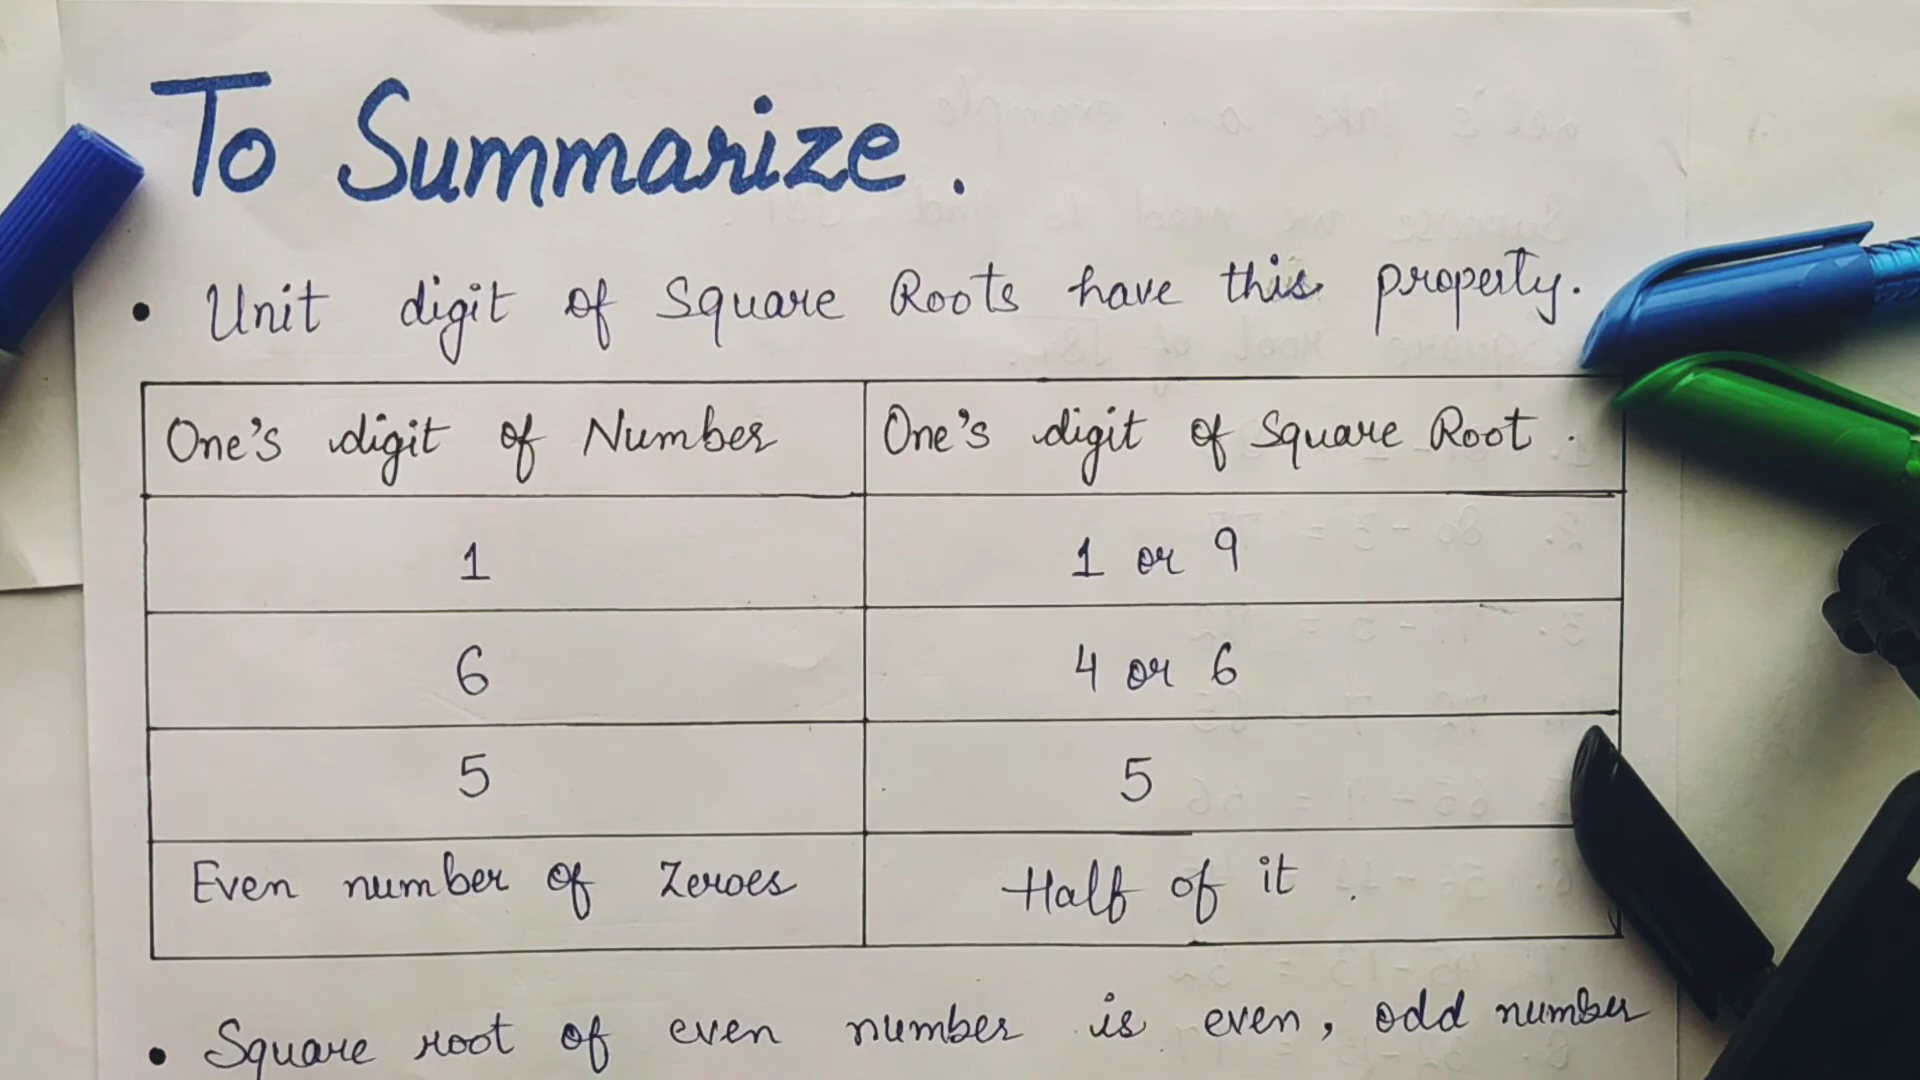 To Summarize.
• Unit digit of Square Roots have this property.
One's digit of Number One's digit of Square Root.
1 1 or 9
6 4 or 6
5 5
Even number of Zeroes Half of it.
• Square root of even number is even, odd number